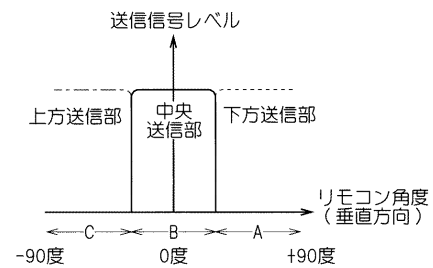 送信信号レベル
上方送信部
中央
送信部
下方送信部
リモコン角度
(垂直方向)
C
B
A
-90度
0度
+90度